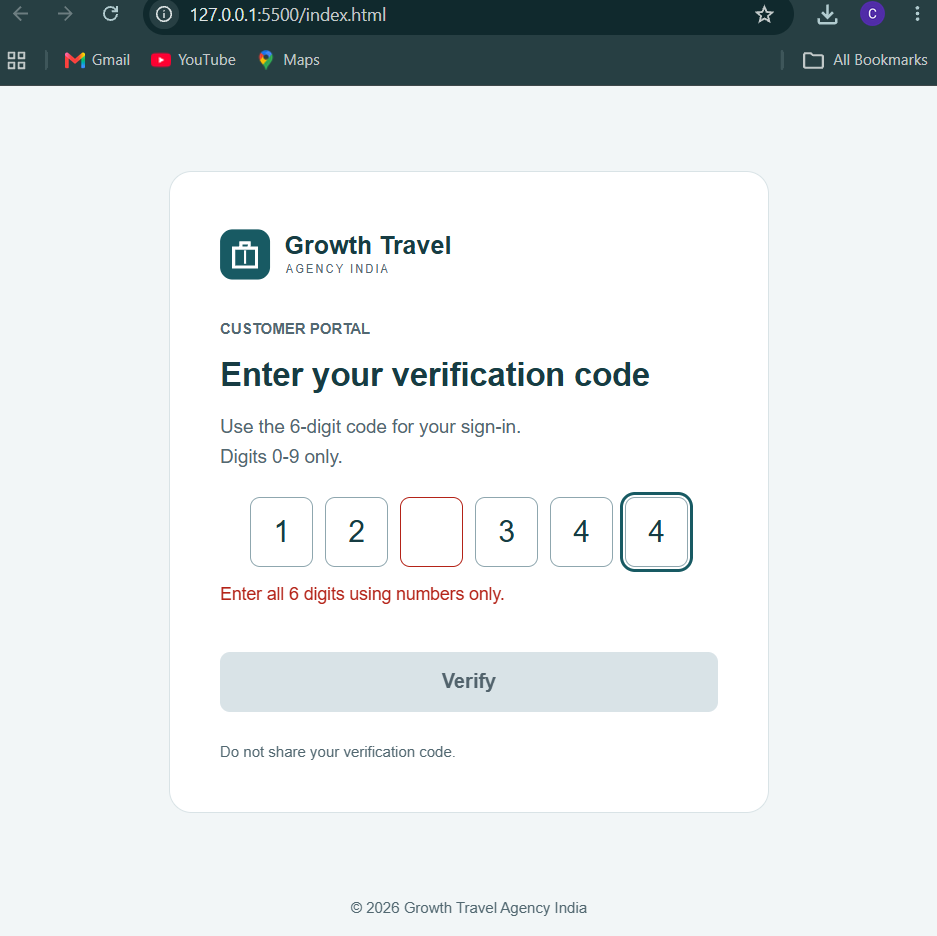 127.0.0.1:5500/index.html
C
Gmail
YouTube
Maps
All Bookmarks
Growth Travel
AGENCY INDIA
CUSTOMER PORTAL
Enter your verification code
Use the 6-digit code for your sign-in.
Digits 0-9 only.
1 2 3 4 4
Enter all 6 digits using numbers only.
Verify
Do not share your verification code.
© 2026 Growth Travel Agency India